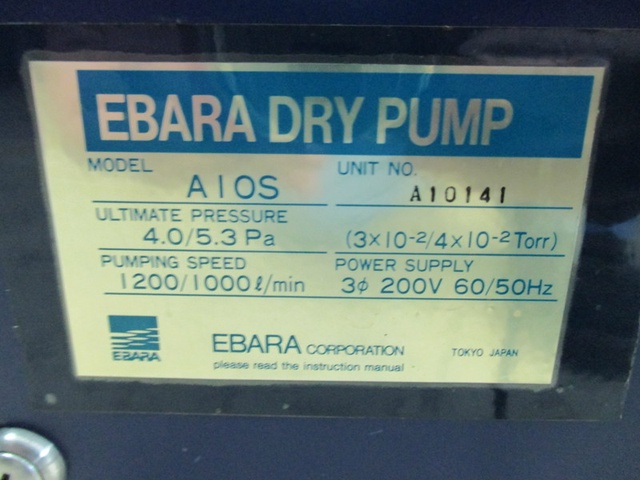 EBARA DRY PUMP
MODEL A10S
UNIT NO. A10141
ULTIMATE PRESSURE
4.0/5.3 Pa (3×10-2/4×10-2 Torr)
PUMPING SPEED
1200/1000ℓ/min
POWER SUPPLY
3φ 200V 60/50Hz
EBARA
EBARA CORPORATION TOKYO JAPAN
please read the instruction manual